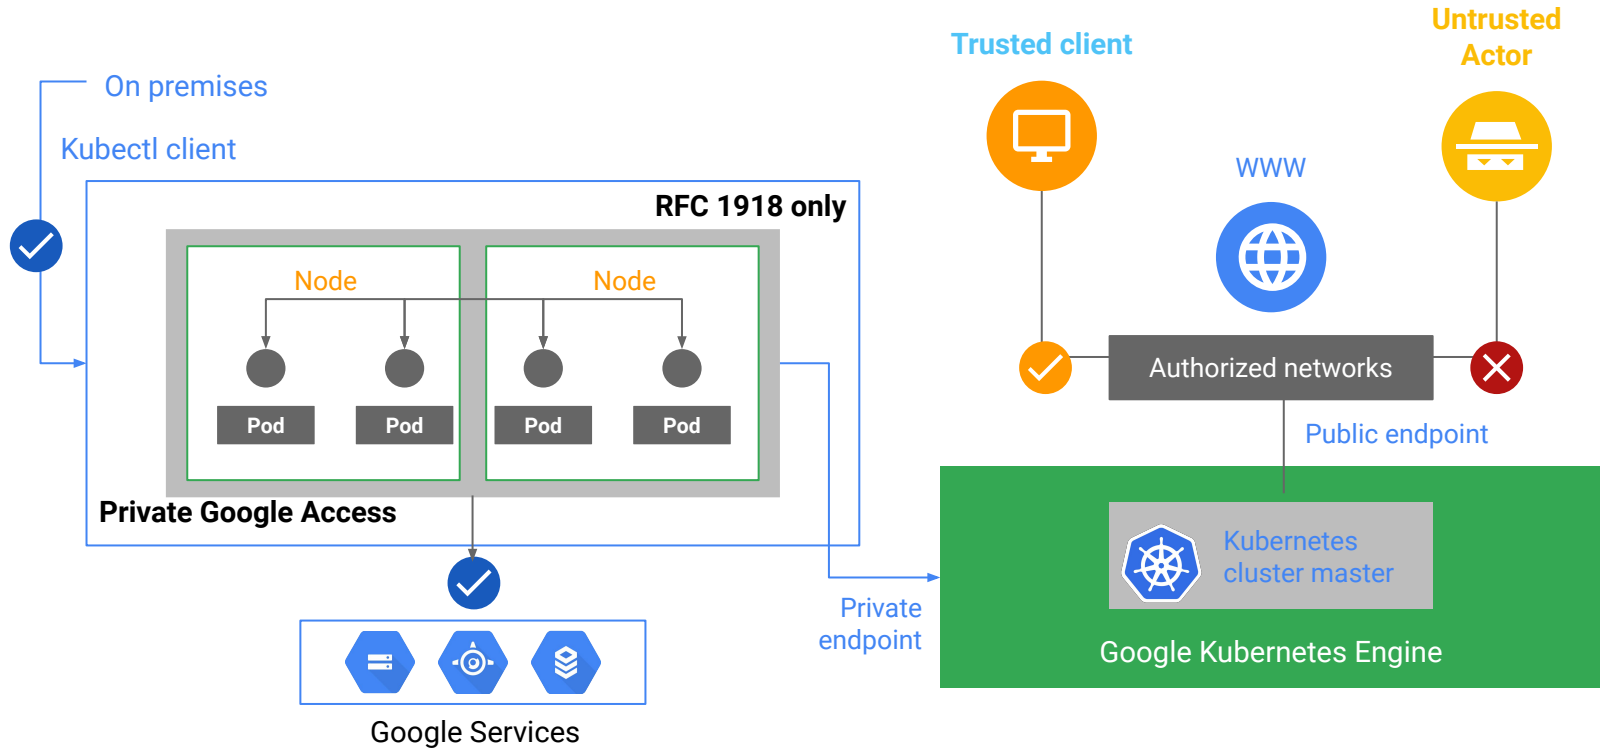 On premises
Kubectl client
RFC 1918 only
Node
Node
Pod
Pod
Pod
Pod
Private Google Access
Google Services
Private
endpoint
Trusted client
Untrusted
Actor
WWW
Authorized networks
Public endpoint
Kubernetes
cluster master
Google Kubernetes Engine